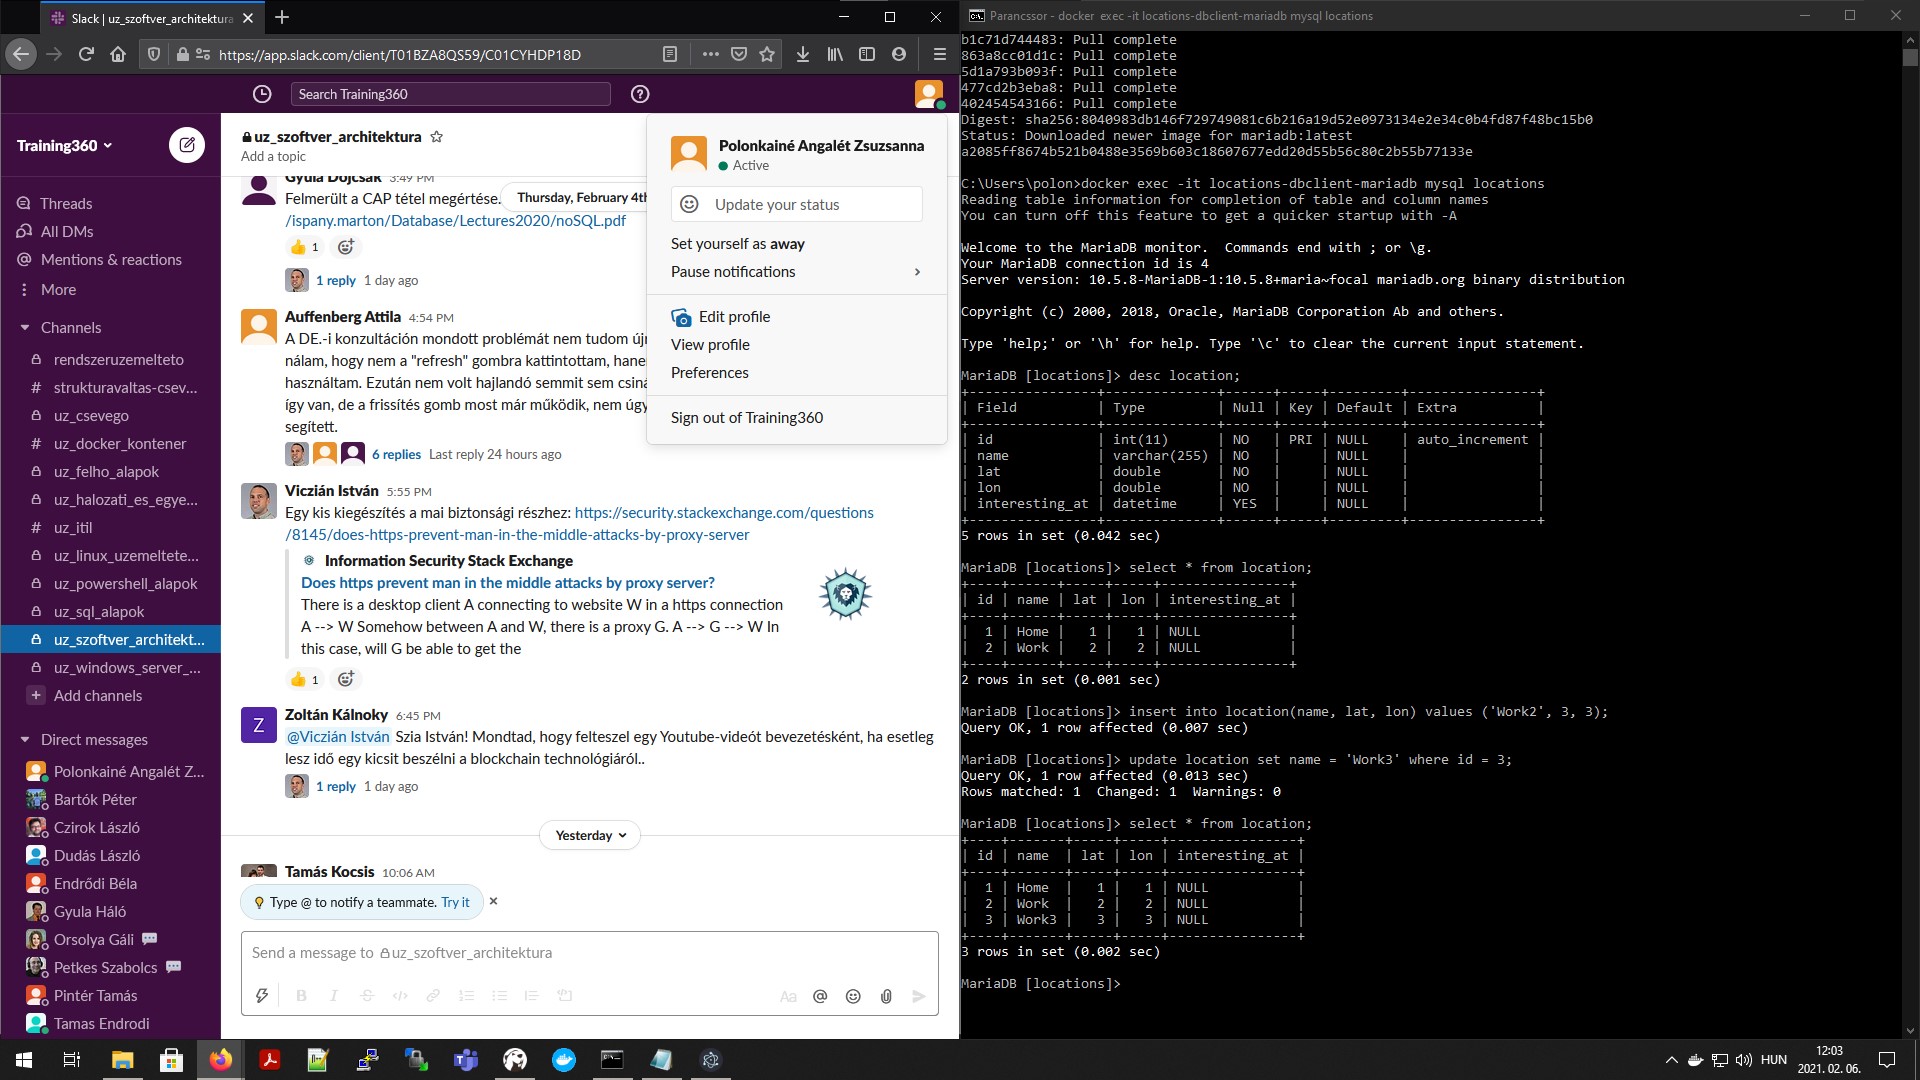 Slack | uz_szoftver_architektura
https://app.slack.com/client/T01BZA8QS59/C01CYHDP18D
Search Training360
Training360
Threads
All DMs
Mentions & reactions
More
Channels
rendszeruzemelteto
strukturavaltas-csev...
uz_csevego
uz_docker_kontener
uz_felho_alapok
uz_halozati_es_egye...
uz_itil
uz_linux_uzemeltete...
uz_powershell_alapok
uz_sql_alapok
uz_szoftver_architekt...
uz_windows_server_...
Add channels
Direct messages
Polonkainé Angalét Z...
Bartók Péter
Czirok László
Dudás László
Endrődi Béla
Gyula Háló
Orsolya Gáli
Petkes Szabolcs
Pintér Tamás
Tamas Endrodi
uz_szoftver_architektura
Add a topic
Gyula Dojcsak 3:49 PM
Felmerült a CAP tétel megértése.
Thursday, February 4th
/ispany.marton/Database/Lectures2020/noSQL.pdf
1
1 reply 1 day ago
Auffenberg Attila 4:54 PM
A DE.-i konzultáción mondott problémát nem tudom újr
nálam, hogy nem a "refresh" gombra kattintottam, hane
használtam. Ezután nem volt hajlandó semmit sem csiná
így van, de a frissítés gomb most már működik, nem úgy
segített.
6 replies Last reply 24 hours ago
Viczián István 5:55 PM
Egy kis kiegészítés a mai biztonsági részhez: https://security.stackexchange.com/questions
/8145/does-https-prevent-man-in-the-middle-attacks-by-proxy-server
Information Security Stack Exchange
Does https prevent man in the middle attacks by proxy server?
There is a desktop client A connecting to website W in a https connection
A --> W Somehow between A and W, there is a proxy G. A --> G --> W In
this case, will G be able to get the
1
Z
Zoltán Kálnoky 6:45 PM
@Viczián István Szia István! Mondtad, hogy felteszel egy Youtube-videót bevezetésként, ha esetleg
lesz idő egy kicsit beszélni a blockchain technológiáról..
1 reply 1 day ago
Yesterday
Tamás Kocsis 10:06 AM
Type @ to notify a teammate. Try it
Send a message to uz_szoftver_architektura
Polonkainé Angalét Zsuzsanna
Active
Update your status
Set yourself as away
Pause notifications
Edit profile
View profile
Preferences
Sign out of Training360
Parancssor - docker exec -it locations-dbclient-mariadb mysql locations
b1c71d744483: Pull complete
863a8cc01d1c: Pull complete
5d1a793b093f: Pull complete
477cd2b3eba8: Pull complete
402454543166: Pull complete
Digest: sha256:8040983db146f729749081c6b216a19d52e0973134e2e34c0b4fd87f48bc15b0
Status: Downloaded newer image for mariadb:latest
a2085ff8674b521b0488e3569b603c18607677edd20d55b56c80c2b55b77133e
C:\Users\polon>docker exec -it locations-dbclient-mariadb mysql locations
Reading table information for completion of table and column names
You can turn off this feature to get a quicker startup with -A
Welcome to the MariaDB monitor.  Commands end with ; or \g.
Your MariaDB connection id is 4
Server version: 10.5.8-MariaDB-1:10.5.8+maria~focal mariadb.org binary distribution
Copyright (c) 2000, 2018, Oracle, MariaDB Corporation Ab and others.
Type 'help;' or '\h' for help. Type '\c' to clear the current input statement.
MariaDB [locations]> desc location;
| Field | Type | Null | Key | Default | Extra |
| id | int(11) | NO | PRI | NULL | auto_increment |
| name | varchar(255) | NO | | NULL | |
| lat | double | NO | | NULL | |
| lon | double | NO | | NULL | |
| interesting_at | datetime | YES | | NULL | |
5 rows in set (0.042 sec)
MariaDB [locations]> select * from location;
| id | name | lat | lon | interesting_at |
| 1 | Home | 1 | 1 | NULL |
| 2 | Work | 2 | 2 | NULL |
2 rows in set (0.001 sec)
MariaDB [locations]> insert into location(name, lat, lon) values ('Work2', 3, 3);
Query OK, 1 row affected (0.007 sec)
MariaDB [locations]> update location set name = 'Work3' where id = 3;
Query OK, 1 row affected (0.013 sec)
Rows matched: 1  Changed: 1  Warnings: 0
MariaDB [locations]> select * from location;
| id | name | lat | lon | interesting_at |
| 1 | Home | 1 | 1 | NULL |
| 2 | Work | 2 | 2 | NULL |
| 3 | Work3 | 3 | 3 | NULL |
3 rows in set (0.002 sec)
MariaDB [locations]>
HUN
12:03
2021. 02. 06.